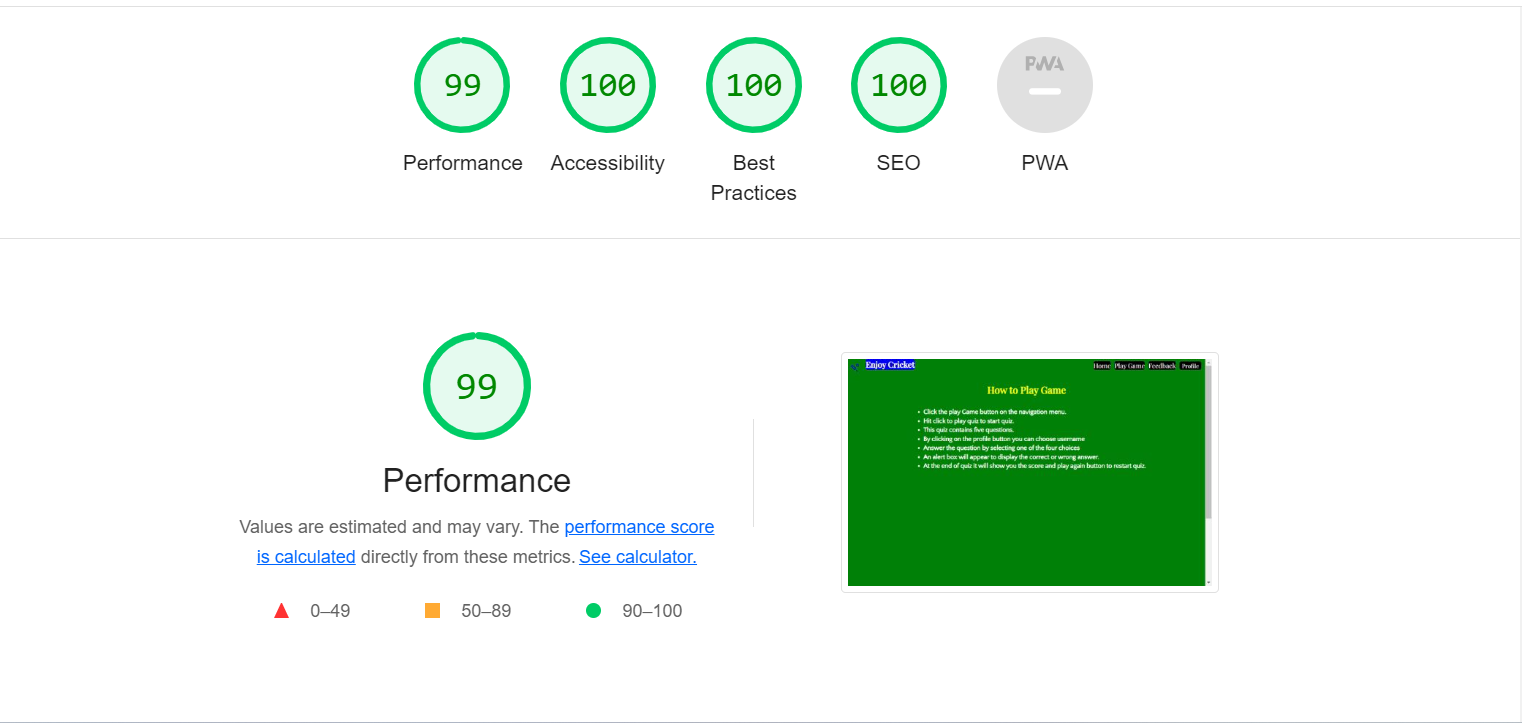 99
100
100
100
PWA
Performance
Accessibility
Best
Practices
SEO
PWA
99
Performance
Values are estimated and may vary. The performance score
is calculated directly from these metrics. See calculator.
0–49
50–89
90–100
Enjoy Cricket
Home
Play Game
Feedback
Profile
How to Play Game
Click the play Game button on the navigation menu.
Hit click to play quiz to start quiz.
This quiz contains five questions.
By clicking on the profile button you can choose username
Answer the question by selecting one of the four choices
An alert box will appear to display the correct or wrong answer.
At the end of quiz it will show you the score and play again button to restart quiz.